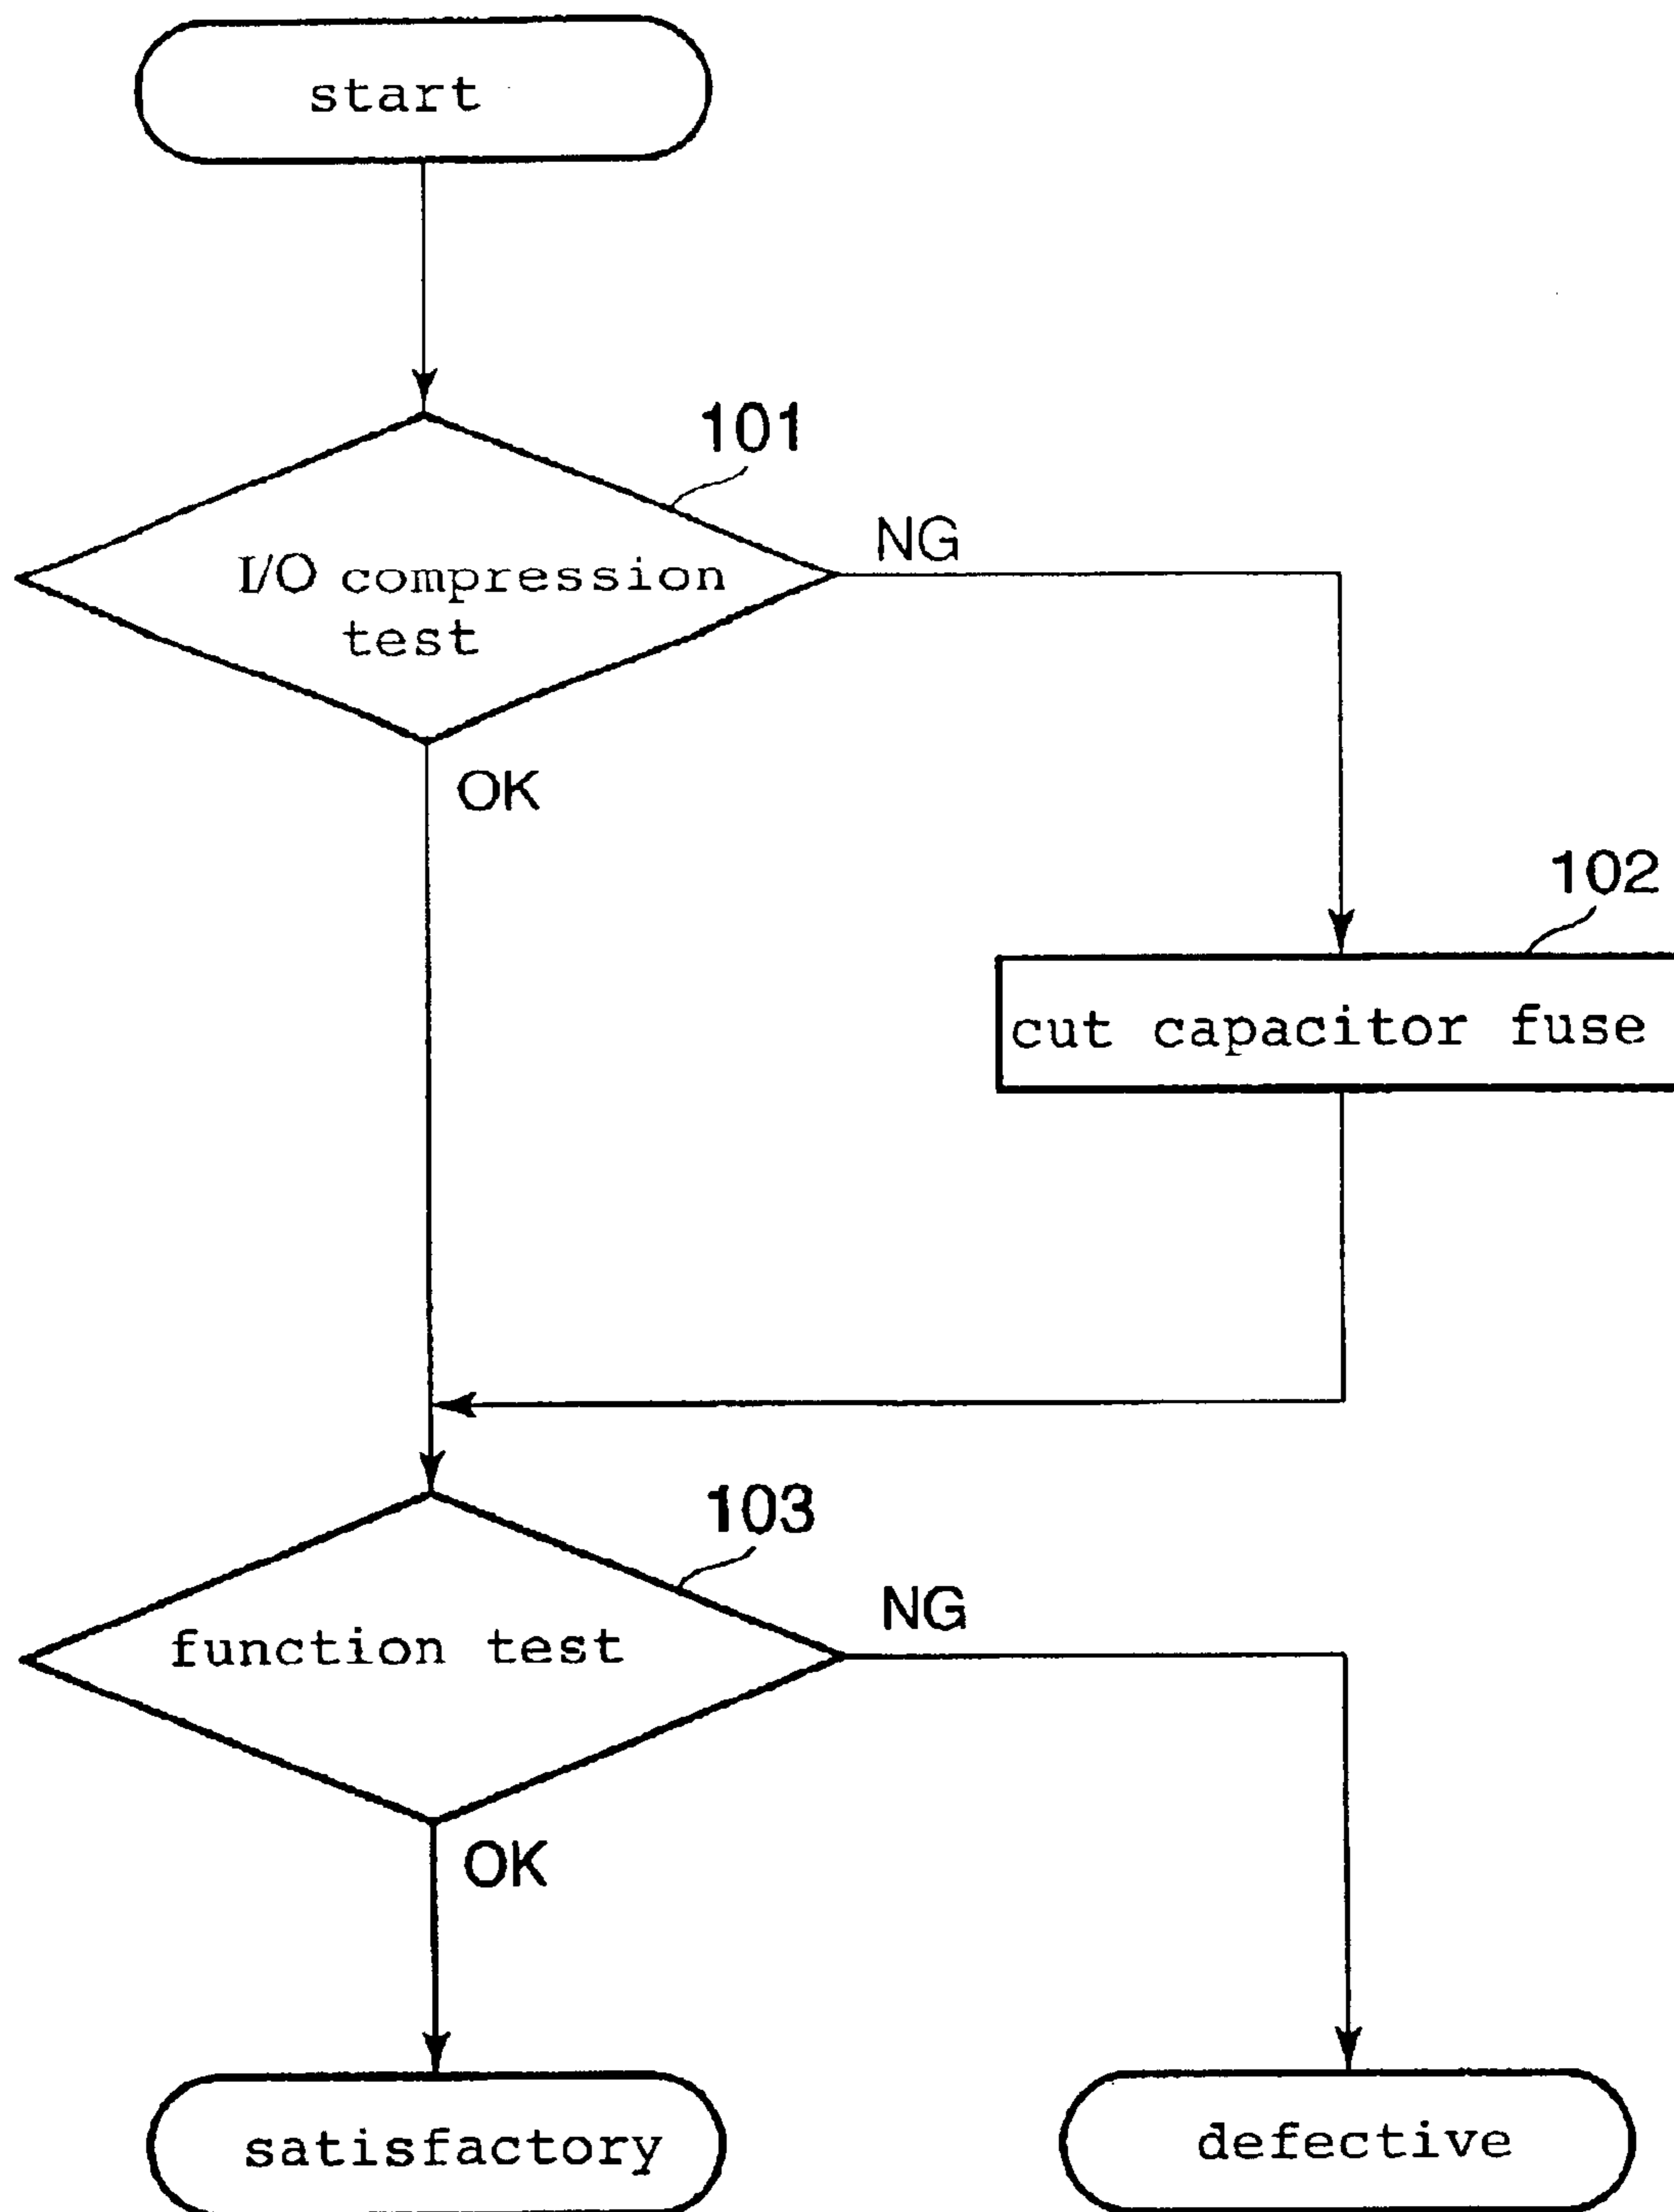 start
101
NG
I/O compression
test
OK
102
cut capacitor fuse
103
NG
function test
OK
satisfactory
defective